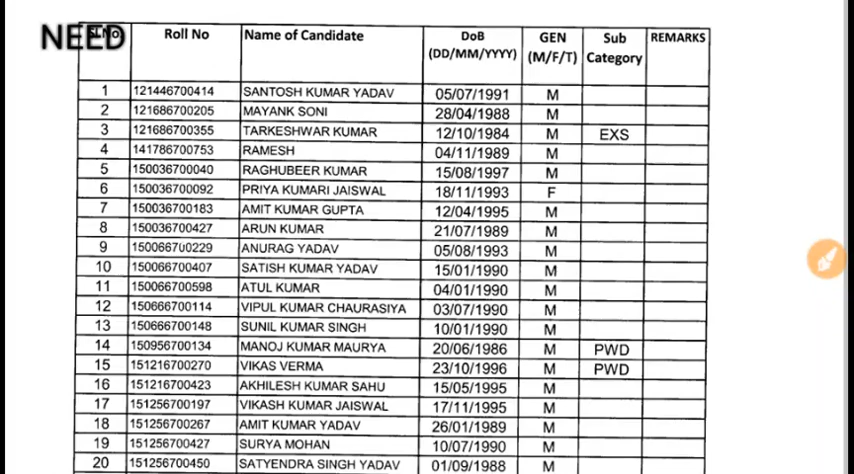 NEED
Sl.No. Roll No Name of Candidate DoB (DD/MM/YYYY) GEN (M/F/T) Sub Category REMARKS
1 121446700414 SANTOSH KUMAR YADAV 05/07/1991 M
2 121686700205 MAYANK SONI 28/04/1988 M
3 121686700355 TARKESHWAR KUMAR 12/10/1984 M EXS
4 141786700753 RAMESH 04/11/1989 M
5 150036700040 RAGHUBEER KUMAR 15/08/1997 M
6 150036700092 PRIYA KUMARI JAISWAL 18/11/1993 F
7 150036700183 AMIT KUMAR GUPTA 12/04/1995 M
8 150036700427 ARUN KUMAR 21/07/1989 M
9 150066700229 ANURAG YADAV 05/08/1993 M
10 150066700407 SATISH KUMAR YADAV 15/01/1990 M
11 150066700598 ATUL KUMAR 04/01/1990 M
12 150666700114 VIPUL KUMAR CHAURASIYA 03/07/1990 M
13 150666700148 SUNIL KUMAR SINGH 10/01/1990 M
14 150956700134 MANOJ KUMAR MAURYA 20/06/1986 M PWD
15 151216700270 VIKAS VERMA 23/10/1996 M PWD
16 151216700423 AKHILESH KUMAR SAHU 15/05/1995 M
17 151256700197 VIKASH KUMAR JAISWAL 17/11/1995 M
18 151256700267 AMIT KUMAR YADAV 26/01/1989 M
19 151256700427 SURYA MOHAN 10/07/1990 M
20 151256700450 SATYENDRA SINGH YADAV 01/09/1988 M